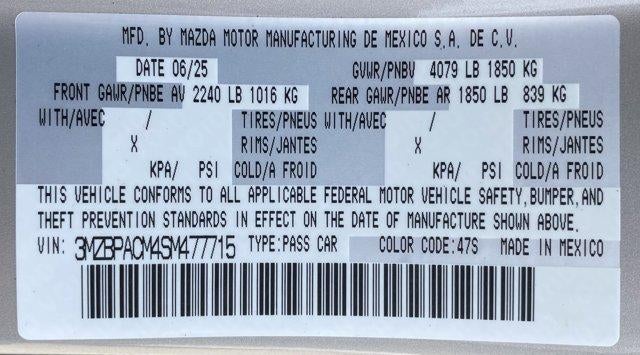 MFD. BY MAZDA MOTOR MANUFACTURING DE MEXICO S.A. DE C.V.
DATE 06/25 GVWR/PNBV 4079 LB 1850 KG
FRONT GAWR/PNBE AV 2240 LB 1016 KG REAR GAWR/PNBE AR 1850 LB 839 KG
WITH/AVEC / TIRES/PNEUS WITH/AVEC / TIRES/PNEUS
X RIMS/JANTES X RIMS/JANTES
KPA/ PSI COLD/A FROID KPA/ PSI COLD/A FROID
THIS VEHICLE CONFORMS TO ALL APPLICABLE FEDERAL MOTOR VEHICLE SAFETY, BUMPER, AND
THEFT PREVENTION STANDARDS IN EFFECT ON THE DATE OF MANUFACTURE SHOWN ABOVE.
VIN: 3MZBPACM4SM477715 TYPE:PASS CAR COLOR CODE:47S MADE IN MEXICO